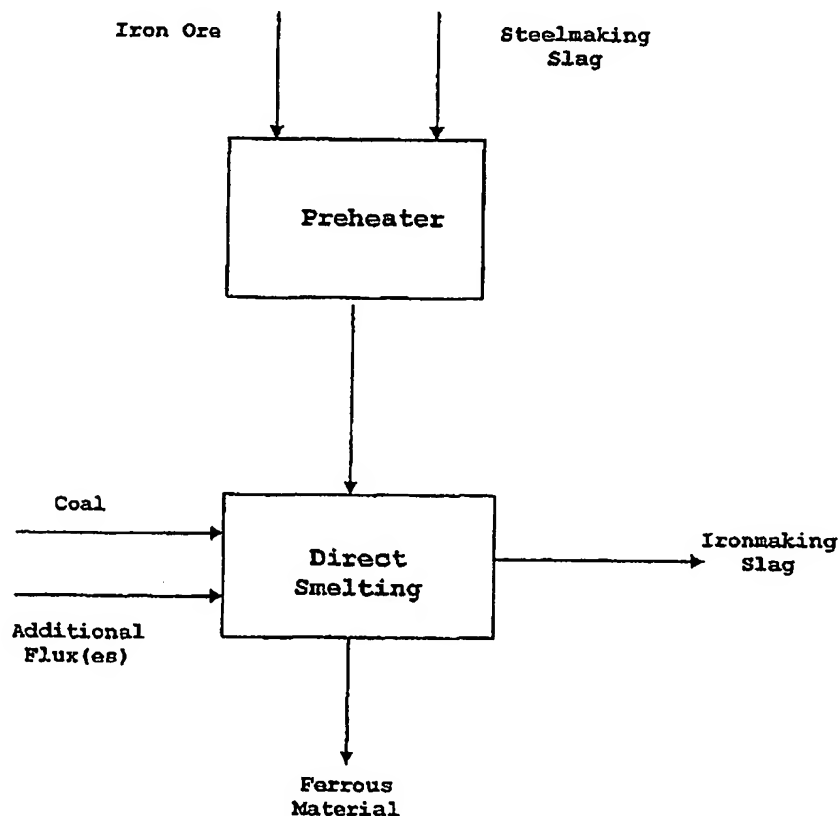 Iron Ore
Steelmaking
Slag
Preheater
Coal
Direct
Smelting
Ironmaking
Slag
Additional
Flux(es)
Ferrous
Material